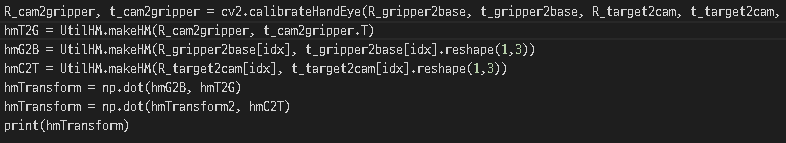 R_cam2gripper, t_cam2gripper = cv2.calibrateHandEye(R_gripper2base, t_gripper2base, R_target2cam, t_target2cam,
hmT2G = UtilHM.makeHM(R_cam2gripper, t_cam2gripper.T)
hmG2B = UtilHM.makeHM(R_gripper2base[idx], t_gripper2base[idx].reshape(1,3))
hmC2T = UtilHM.makeHM(R_target2cam[idx], t_target2cam[idx].reshape(1,3))
hmTransform = np.dot(hmG2B, hmT2G)
hmTransform = np.dot(hmTransform2, hmC2T)
print(hmTransform)